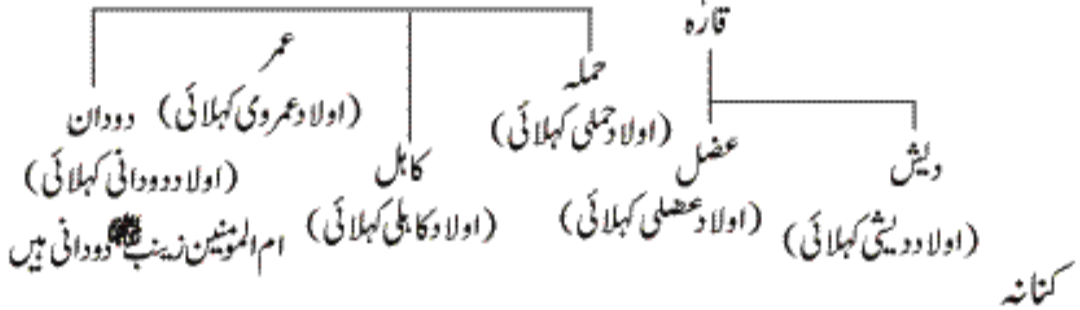 قارہ
عمر
(اولاد عمروی کہلائی)
حملہ
(اولاد حملی کہلائی)
دودان
(اولاد دودانی کہلائی)
ام المومنین زینب دودانی ہیں
کاہل
(اولاد کاہلی کہلائی)
عضل
(اولاد عضلی کہلائی)
دیش
(اولاد دیشی کہلائی)
کنانہ